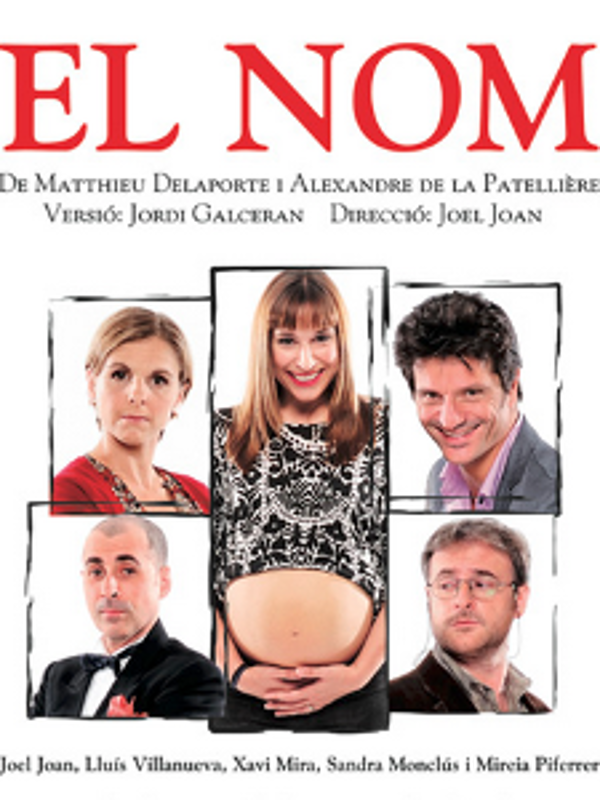 EL NOM
De Matthieu Delaporte i Alexandre de la Patellière
Versió: Jordi Galceran Direcció: Joel Joan
Joel Joan, Lluís Villanueva, Xavi Mira, Sandra Monclús i Mireia Piferrer